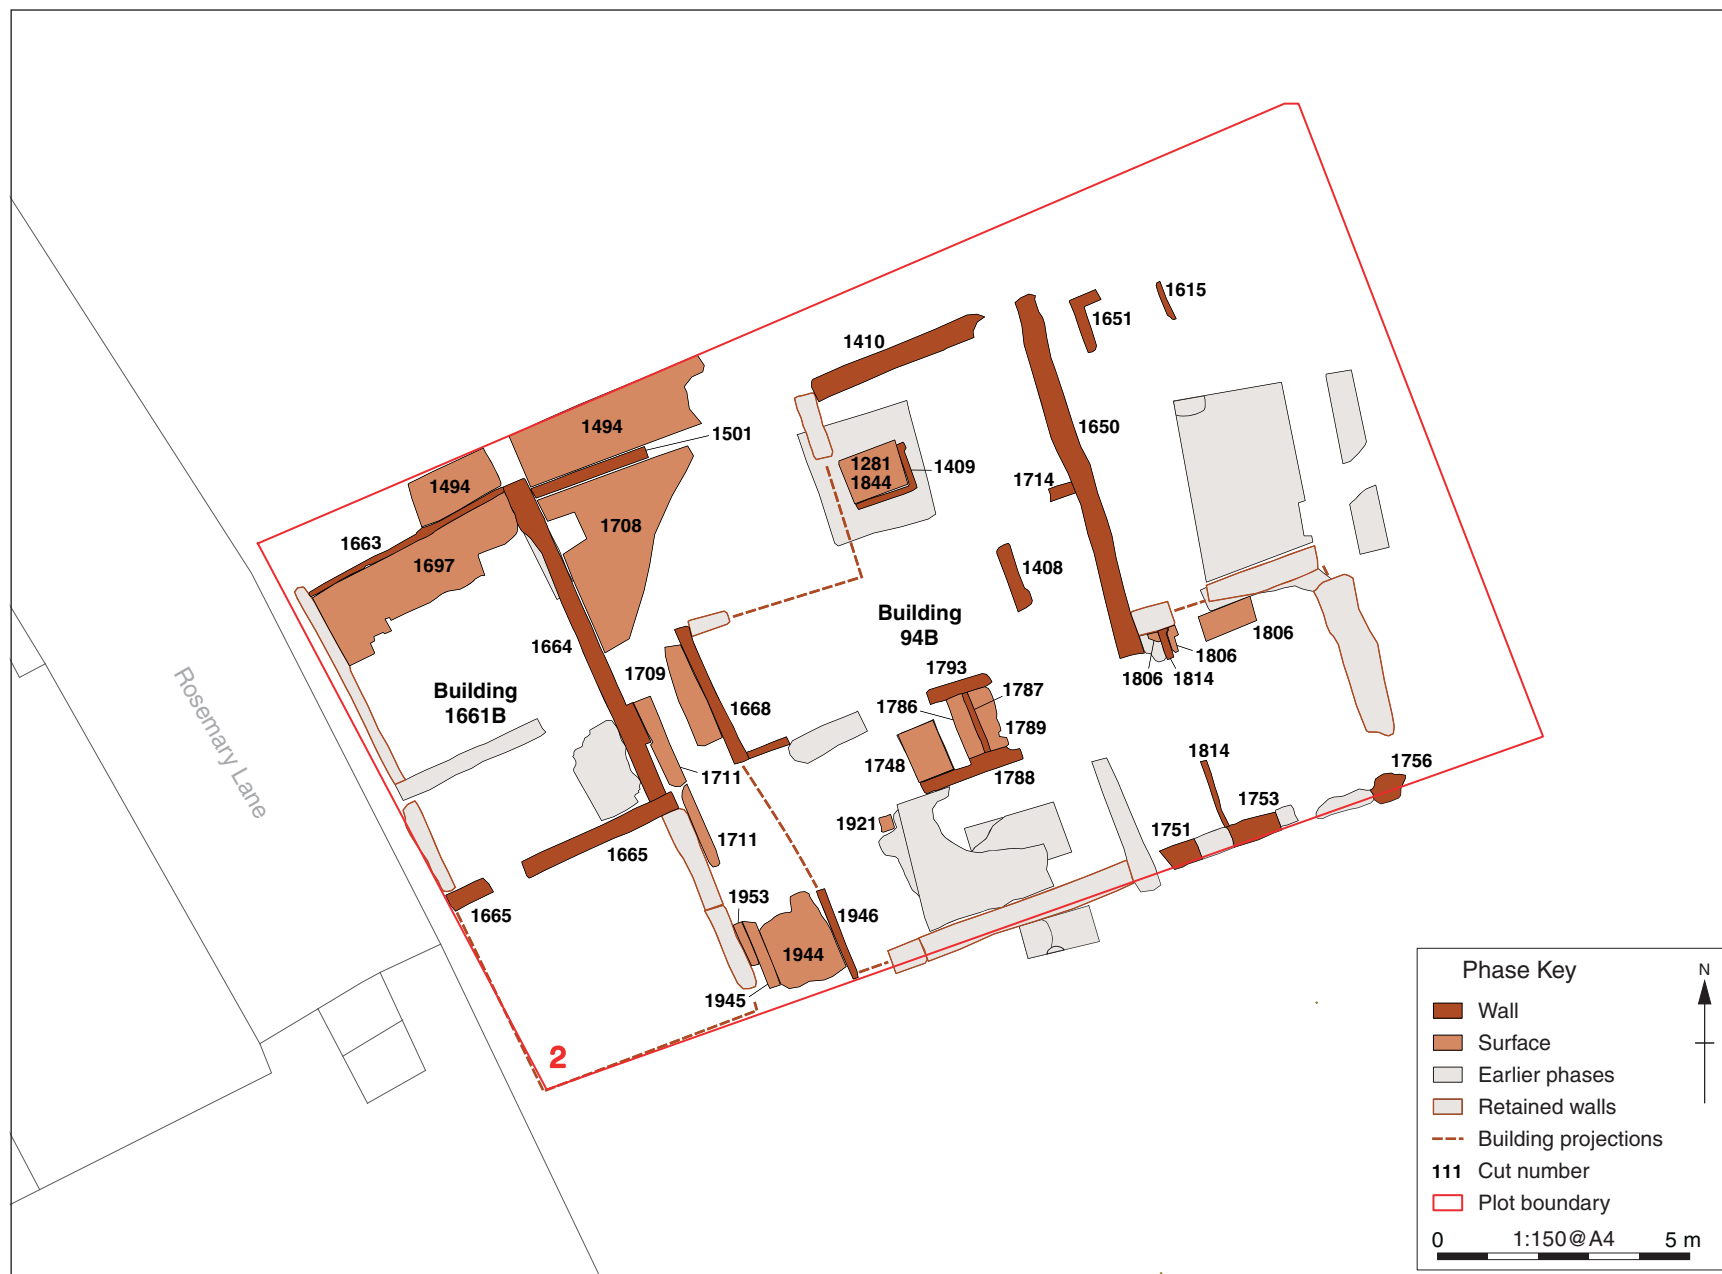 1615
1651
1410
1650
1494
1501
1494
1281
1844
1409
1714
1708
1663
1697
1408
Building
94B
1806
1664
1709
1793
1806
1806
1814
Rosemary Lane
Building
1661B
1668
1786
1787
1789
1748
1788
1711
1814
1756
1753
1921
1751
1711
1665
1953
1946
1665
1944
1945
2
Phase Key
N
Wall
Surface
Earlier phases
Retained walls
Building projections
111 Cut number
Plot boundary
0 1:150@A4 5 m